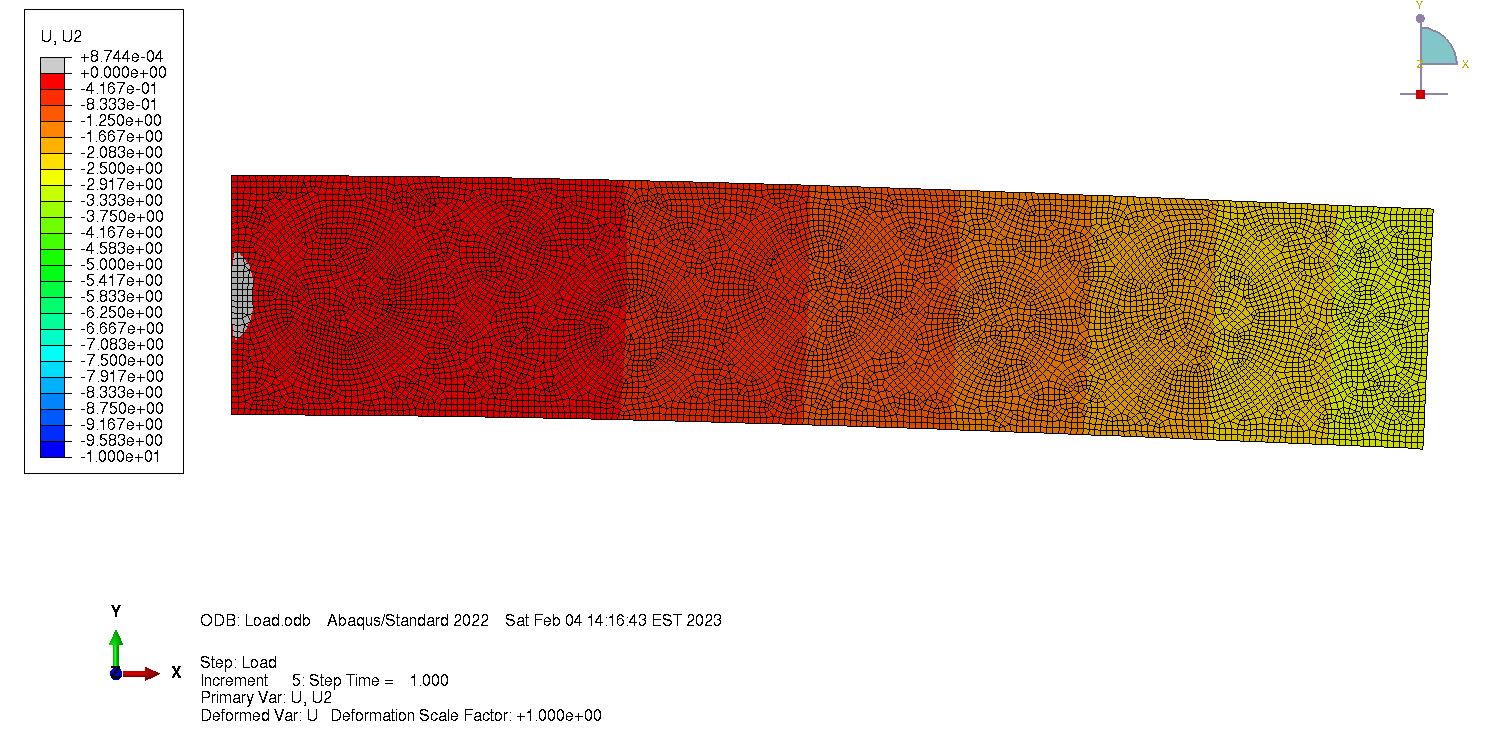 U, U2
+8.744e-04
+0.000e+00
-4.167e-01
-8.333e-01
-1.250e+00
-1.667e+00
-2.083e+00
-2.500e+00
-2.917e+00
-3.333e+00
-3.750e+00
-4.167e+00
-4.583e+00
-5.000e+00
-5.417e+00
-5.833e+00
-6.250e+00
-6.667e+00
-7.083e+00
-7.500e+00
-7.917e+00
-8.333e+00
-8.750e+00
-9.167e+00
-9.583e+00
-1.000e+01
Y
Z X
Y
Z X
ODB: Load.odb Abaqus/Standard 2022 Sat Feb 04 14:16:43 EST 2023
Step: Load
Increment 5: Step Time = 1.000
Primary Var: U, U2
Deformed Var: U Deformation Scale Factor: +1.000e+00